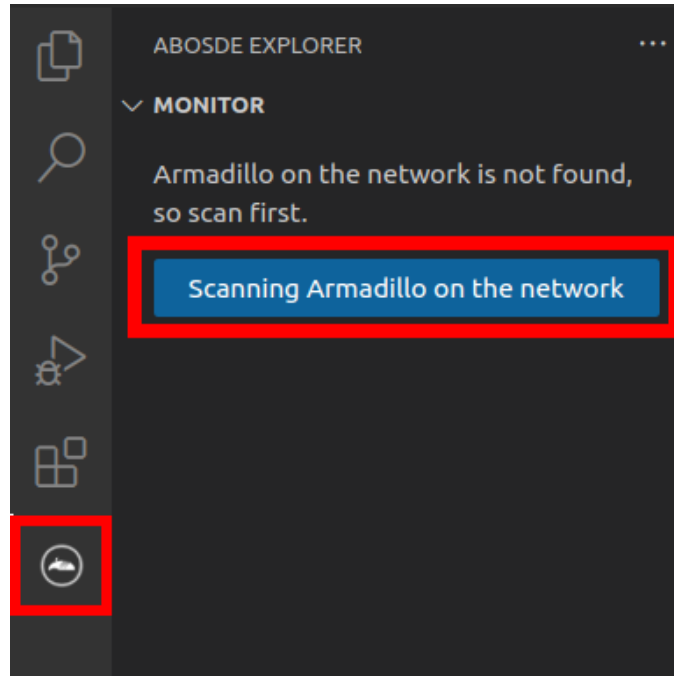 ABOSDE EXPLORER
MONITOR
Armadillo on the network is not found,
so scan first.
Scanning Armadillo on the network